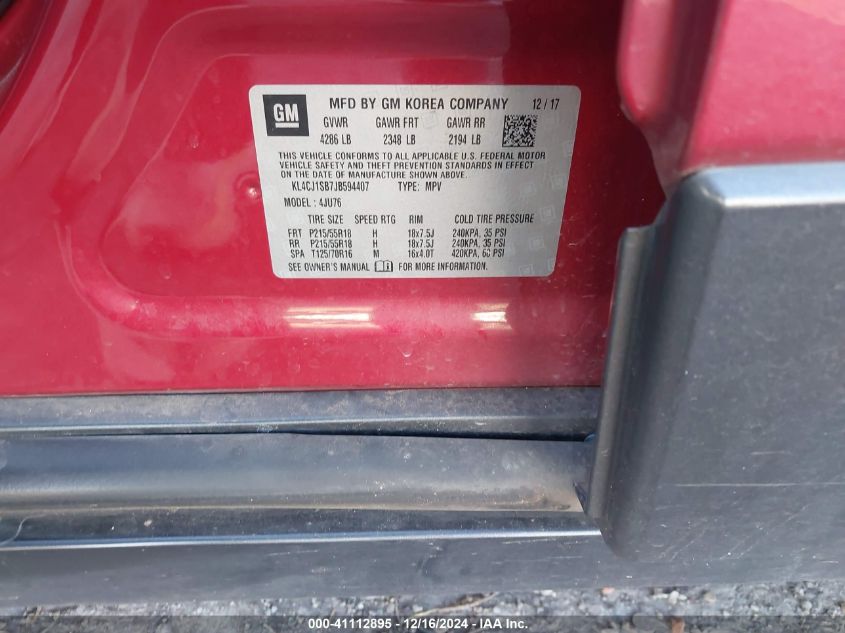 GM
MFD BY GM KOREA COMPANY 12 / 17
GVWR GAWR FRT GAWR RR
4286 LB 2348 LB 2194 LB
THIS VEHICLE CONFORMS TO ALL APPLICABLE U.S. FEDERAL MOTOR
VEHICLE SAFETY AND THEFT PREVENTION STANDARDS IN EFFECT
ON THE DATE OF MANUFACTURE SHOWN ABOVE.
KL4CJ1SB7JB594407 TYPE: MPV
MODEL: 4JU76
TIRE SIZE SPEED RTG RIM COLD TIRE PRESSURE
FRT P215/55R18 H 18x7.5J 240KPA, 35 PSI
RR P215/55R18 H 18x7.5J 240KPA, 35 PSI
SPA T125/70R16 M 16x4.0T 420KPA, 60 PSI
SEE OWNER'S MANUAL FOR MORE INFORMATION.
000-41112895 - 12/16/2024 - IAAI.com